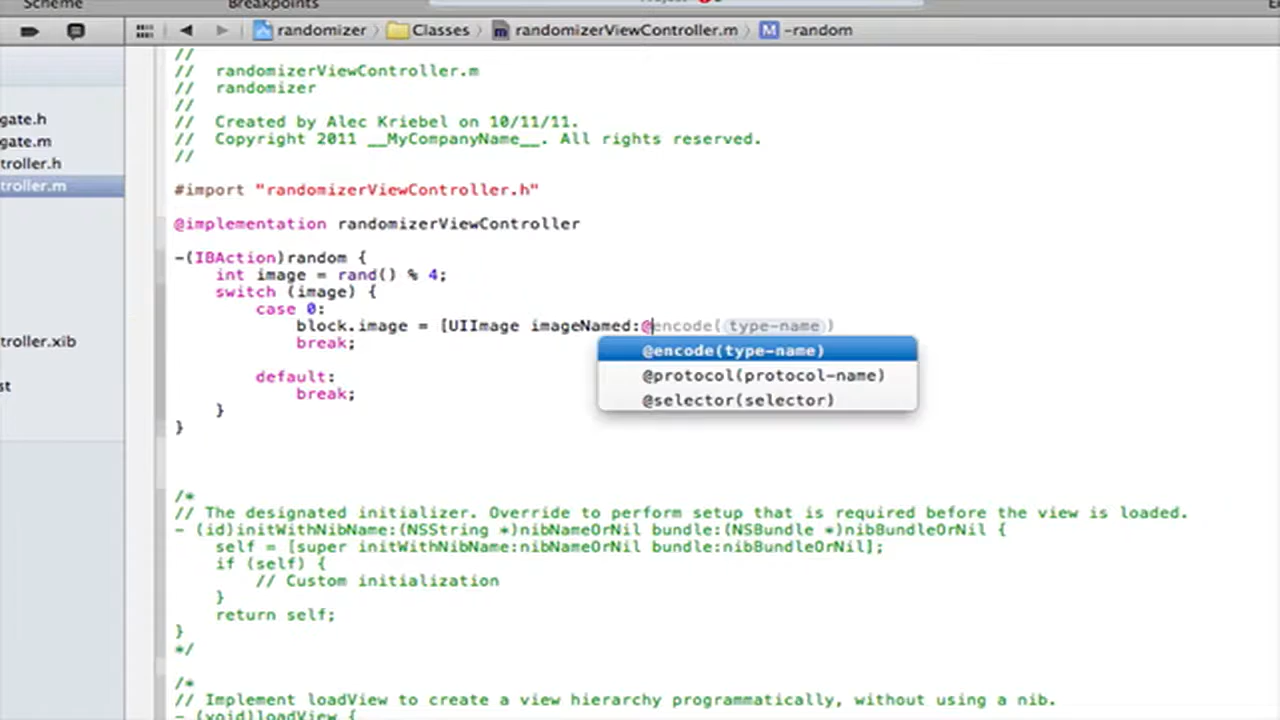 Scheme Breakpoints
randomizer Classes randomizerViewController.m M -random
//
// randomizerViewController.m
// randomizer
//
// Created by Alec Kriebel on 10/11/11.
// Copyright 2011 __MyCompanyName__. All rights reserved.
//
gate.h
gate.m
troller.h
troller.m
#import "randomizerViewController.h"
@implementation randomizerViewController
-(IBAction)random {
int image = rand() % 4;
switch (image) {
case 0:
block.image = [UIImage imageNamed:@encode(type-name)
break;
@encode(type-name)
@protocol(protocol-name)
@selector(selector)
default:
break;
}
}
ontroller.xib
st
/*
// The designated initializer. Override to perform setup that is required before the view is loaded.
- (id)initWithNibName:(NSString *)nibNameOrNil bundle:(NSBundle *)nibBundleOrNil {
self = [super initWithNibName:nibNameOrNil bundle:nibBundleOrNil];
if (self) {
// Custom initialization
}
return self;
}
*/
/*
// Implement loadView to create a view hierarchy programmatically, without using a nib.
- (void)loadView {